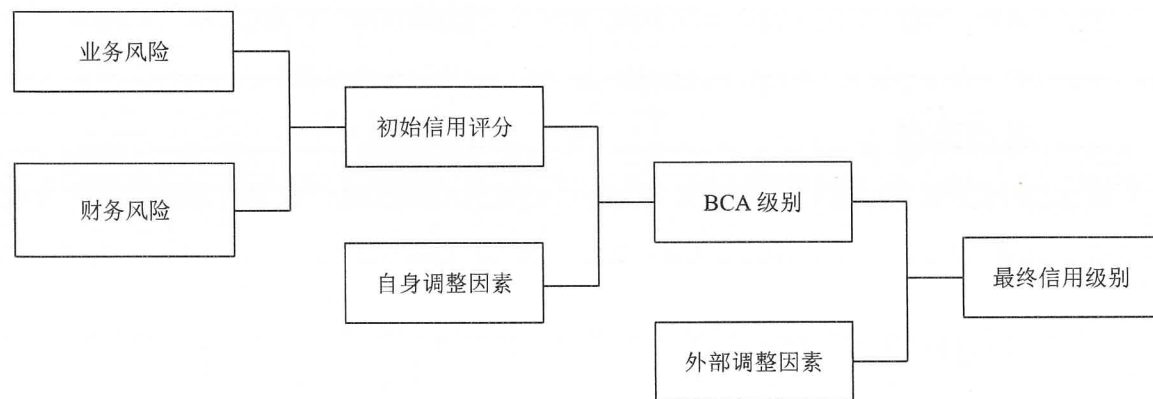 业务风险
财务风险
初始信用评分
自身调整因素
BCA 级别
外部调整因素
最终信用级别